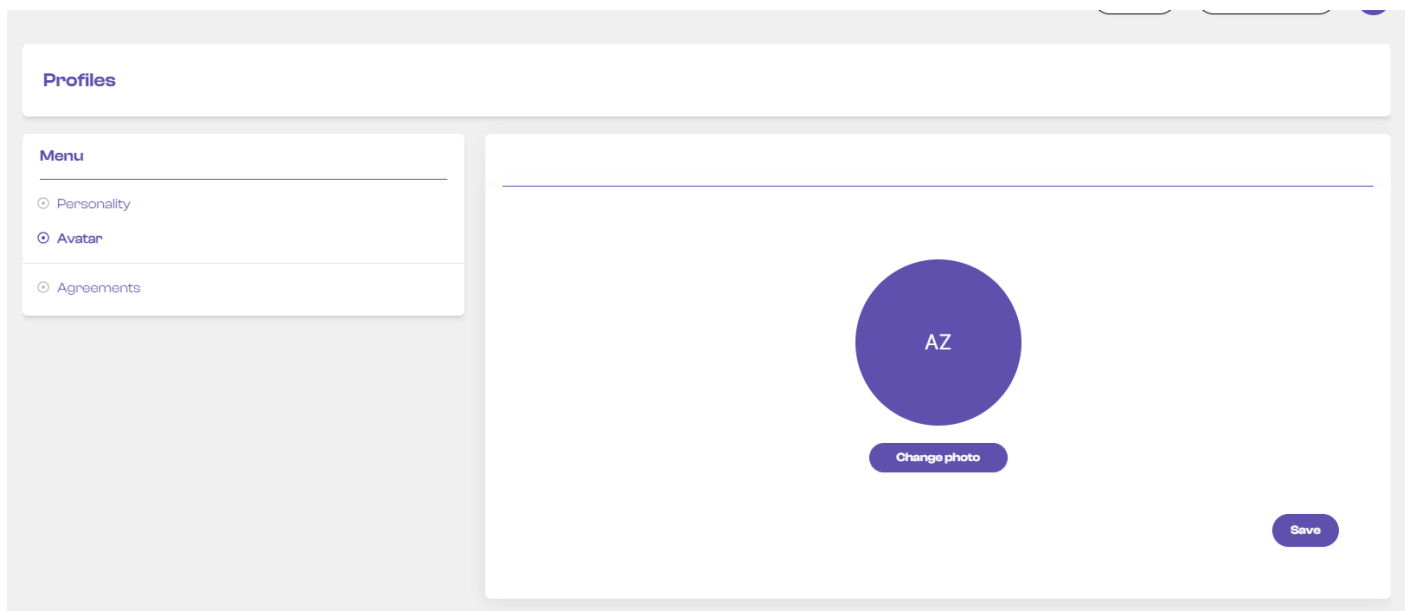 Profiles
Menu
Personality
Avatar
Agreements
AZ
Change photo
Save